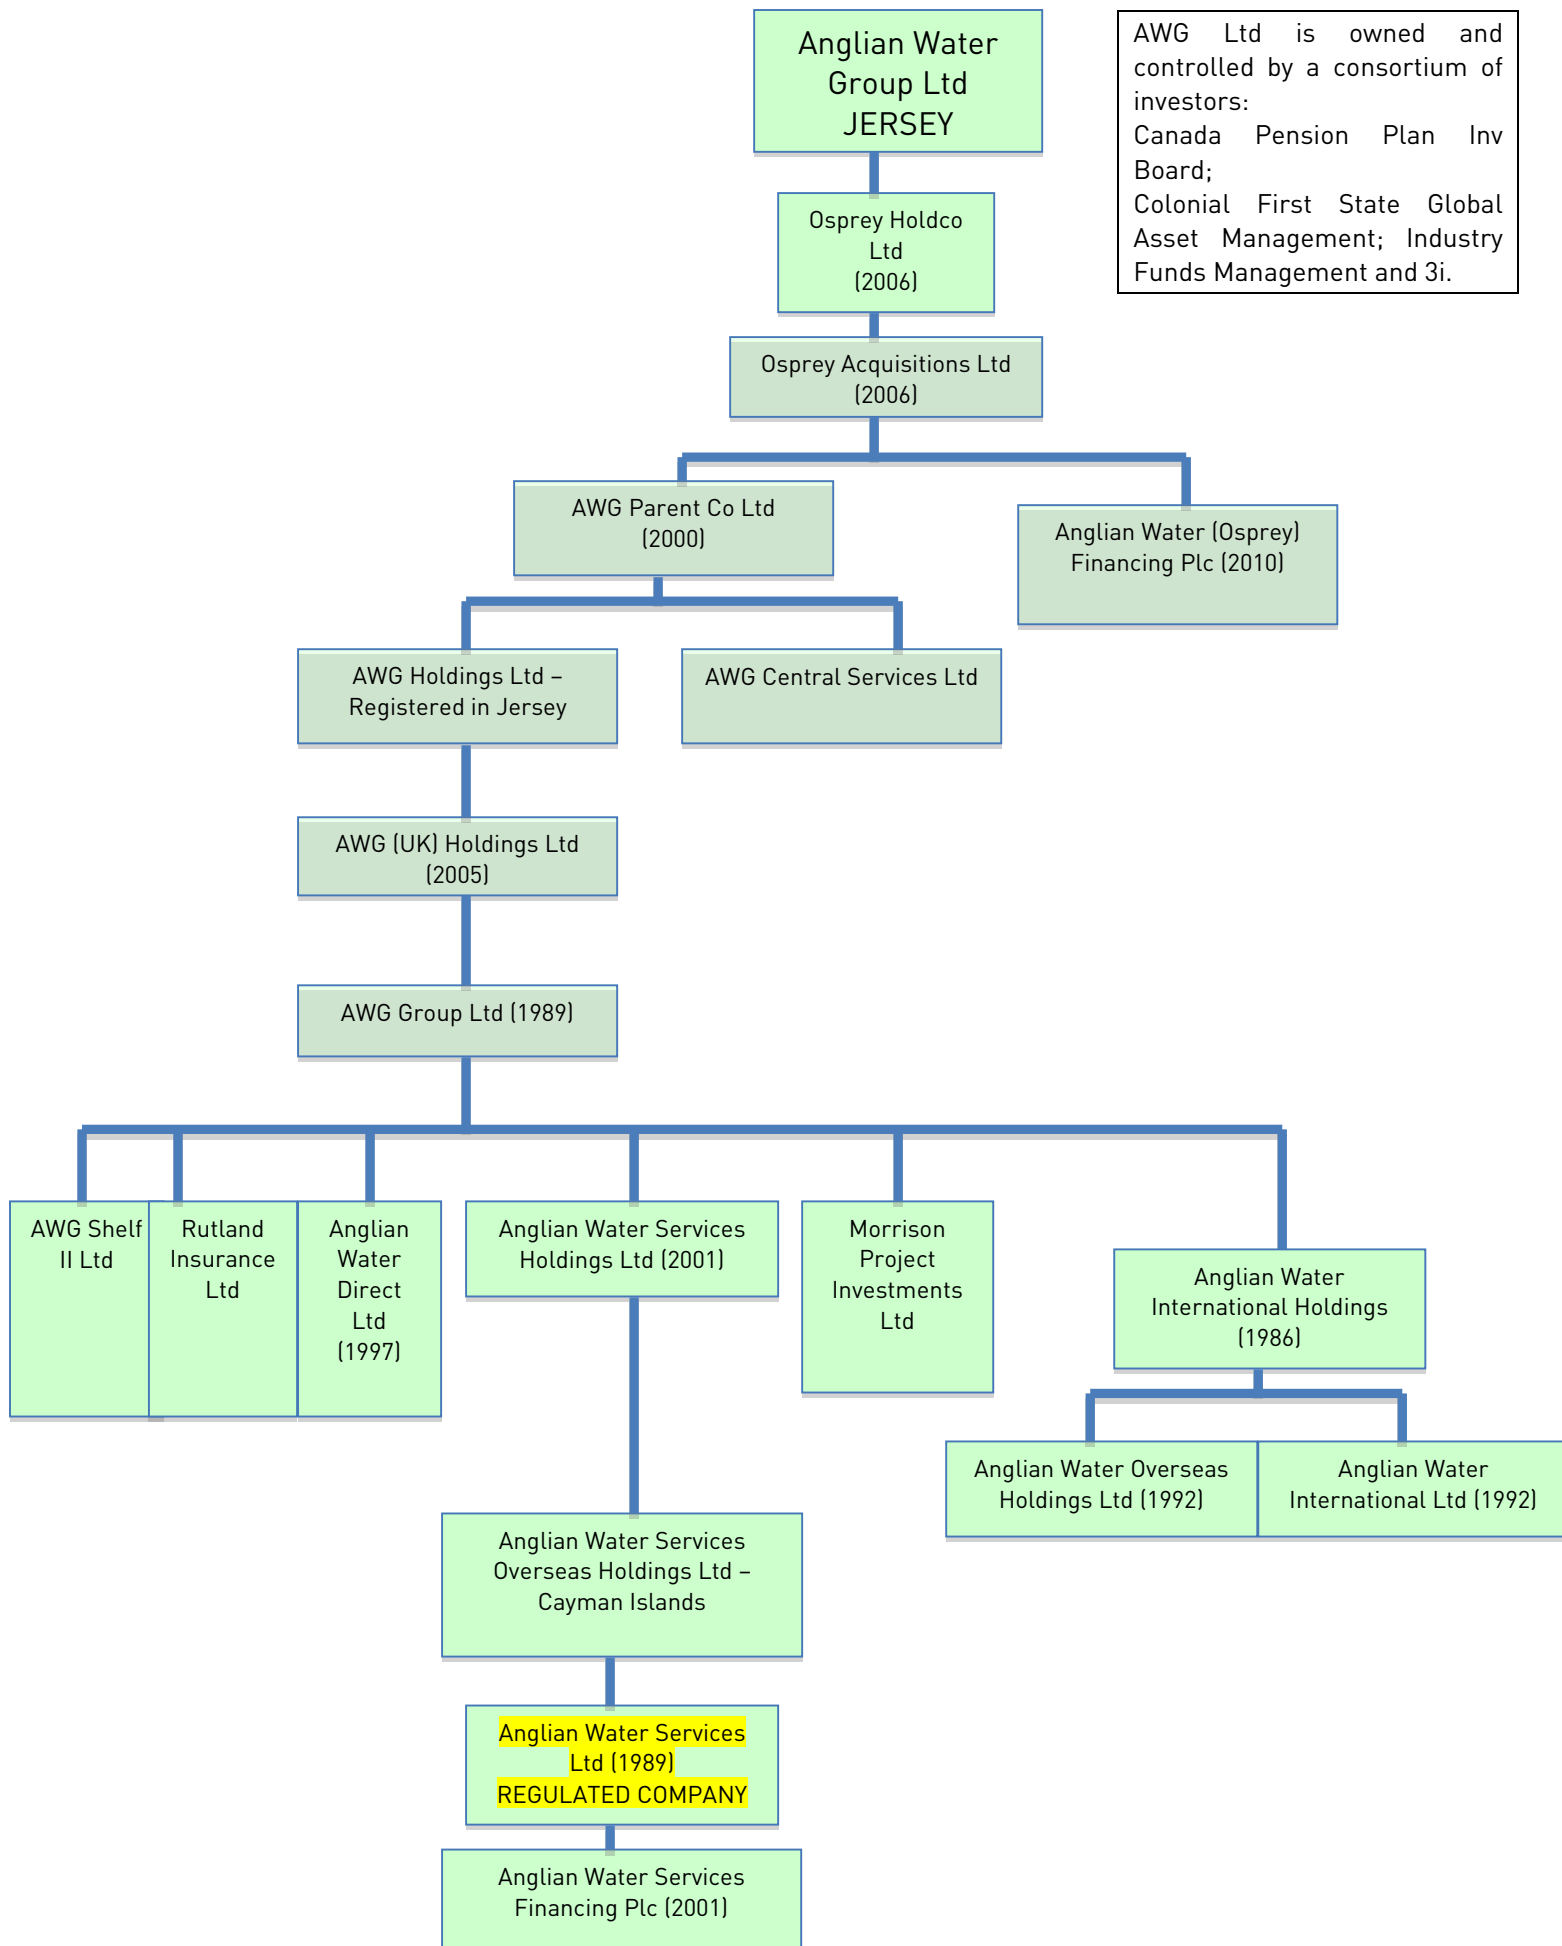 Anglian Water
Group Ltd
JERSEY
AWG Ltd is owned and
controlled by a consortium of
investors:
Canada Pension Plan Inv
Board;
Colonial First State Global
Asset Management; Industry
Funds Management and 3i.
Osprey Holdco
Ltd
(2006)
Osprey Acquisitions Ltd
(2006)
AWG Parent Co Ltd
(2000)
Anglian Water (Osprey)
Financing Plc (2010)
AWG Holdings Ltd –
Registered in Jersey
AWG Central Services Ltd
AWG (UK) Holdings Ltd
(2005)
AWG Group Ltd (1989)
AWG Shelf
II Ltd
Rutland
Insurance
Ltd
Anglian
Water
Direct
Ltd
(1997)
Anglian Water Services
Holdings Ltd (2001)
Morrison
Project
Investments
Ltd
Anglian Water
International Holdings
(1986)
Anglian Water Overseas
Holdings Ltd (1992)
Anglian Water
International Ltd (1992)
Anglian Water Services
Overseas Holdings Ltd –
Cayman Islands
Anglian Water Services
Ltd (1989)
REGULATED COMPANY
Anglian Water Services
Financing Plc (2001)